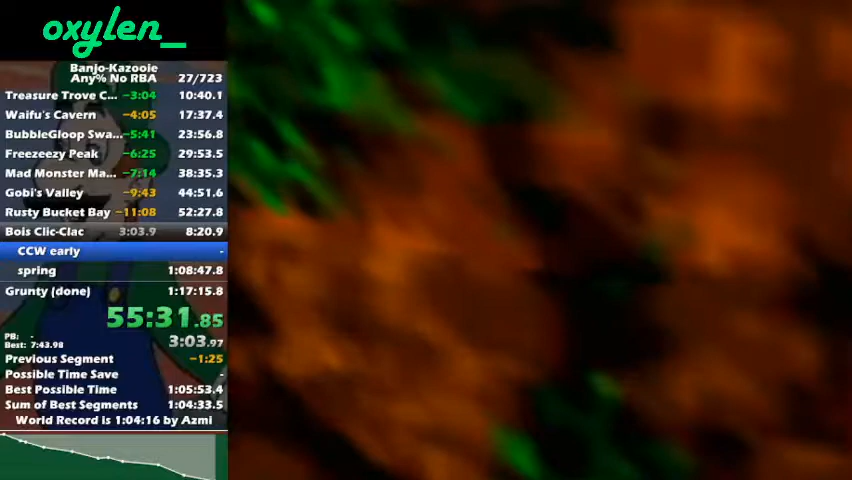 oxylen_
Banjo-Kazooie
Any% No RBA 27/723
Treasure Trove C... -3:04 10:40.1
Waifu's Cavern -4:05 17:37.4
BubbleGloop Swa... -5:41 23:56.8
Freezeezy Peak -6:25 29:53.5
Mad Monster Ma... -7:14 38:35.3
Gobi's Valley -9:43 44:51.6
Rusty Bucket Bay -11:08 52:27.8
Bois Clic-Clac 3:03.9 8:20.9
CCW early -
spring 1:08:47.8
Grunty (done) 1:17:15.8
55:31.85
PB: -
Best: 7:43.98 3:03.97
Previous Segment -1:25
Possible Time Save -
Best Possible Time 1:05:53.4
Sum of Best Segments 1:04:33.5
World Record is 1:04:16 by Azmi